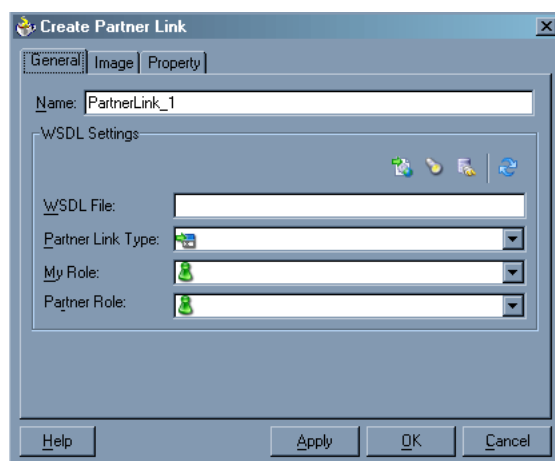 Create Partner Link
General Image Property
Name: PartnerLink_1
WSDL Settings
WSDL File:
Partner Link Type:
My Role:
Partner Role:
Help Apply OK Cancel